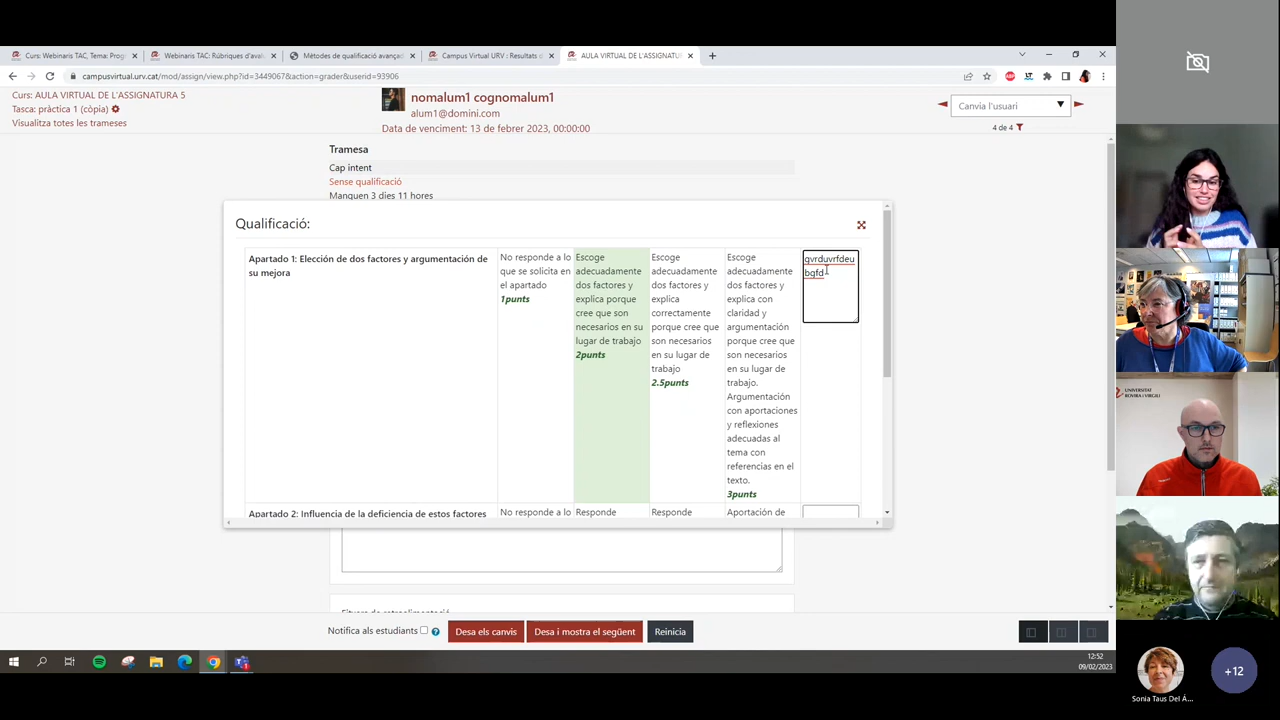 Curs: Webinaris TAC, Tema: Prog
Webinaris TAC: Rúbriques d'aval
Mètodes de qualificació avança
Campus Virtual URV : Resultats d
AULA VIRTUAL DE L'ASSIGNATURA
campusvirtual.urv.cat/mod/assign/view.php?id=3449067&action=grader&userid=93906
Curs: AULA VIRTUAL DE L'ASSIGNATURA 5
Tasca: pràctica 1 (còpia)
Visualitza totes les trameses
nomalum1 cognomalum1
alum1@domini.com
Data de venciment: 13 de febrer 2023, 00:00:00
Canvia l'usuari
4 de 4
Tramesa
Cap intent
Sense qualificació
Manquen 3 dies 11 hores
Qualificació:
Apartado 1: Elección de dos factores y argumentación de
su mejora
No responde a lo
que se solicita en
el apartado
1punts
Escoge
adecuadamente
dos factores y
explica porque
cree que son
necesarios en su
lugar de trabajo
2punts
Escoge
adecuadamente
dos factores y
explica
correctamente
porque cree que
son necesarios
en su lugar de
trabajo
2.5punts
Escoge
adecuadamente
dos factores y
explica con
claridad y
argumentación
porque cree que
son necesarios
en su lugar de
trabajo.
Argumentación
con aportaciones
y reflexiones
adecuadas al
tema con
referencias en el
texto.
3punts
qvrduvrfdeu
bgfd
Apartado 2: Influencia de la deficiencia de estos factores
No responde a lo
Responde
Responde
Aportación de
Notifica als estudiants
Desa els canvis
Desa i mostra el següent
Reinicia
12:52
09/02/2023
UNIVERSITAT
ROVIRA I VIRGILI
Sonia Taus Del Á...
+12